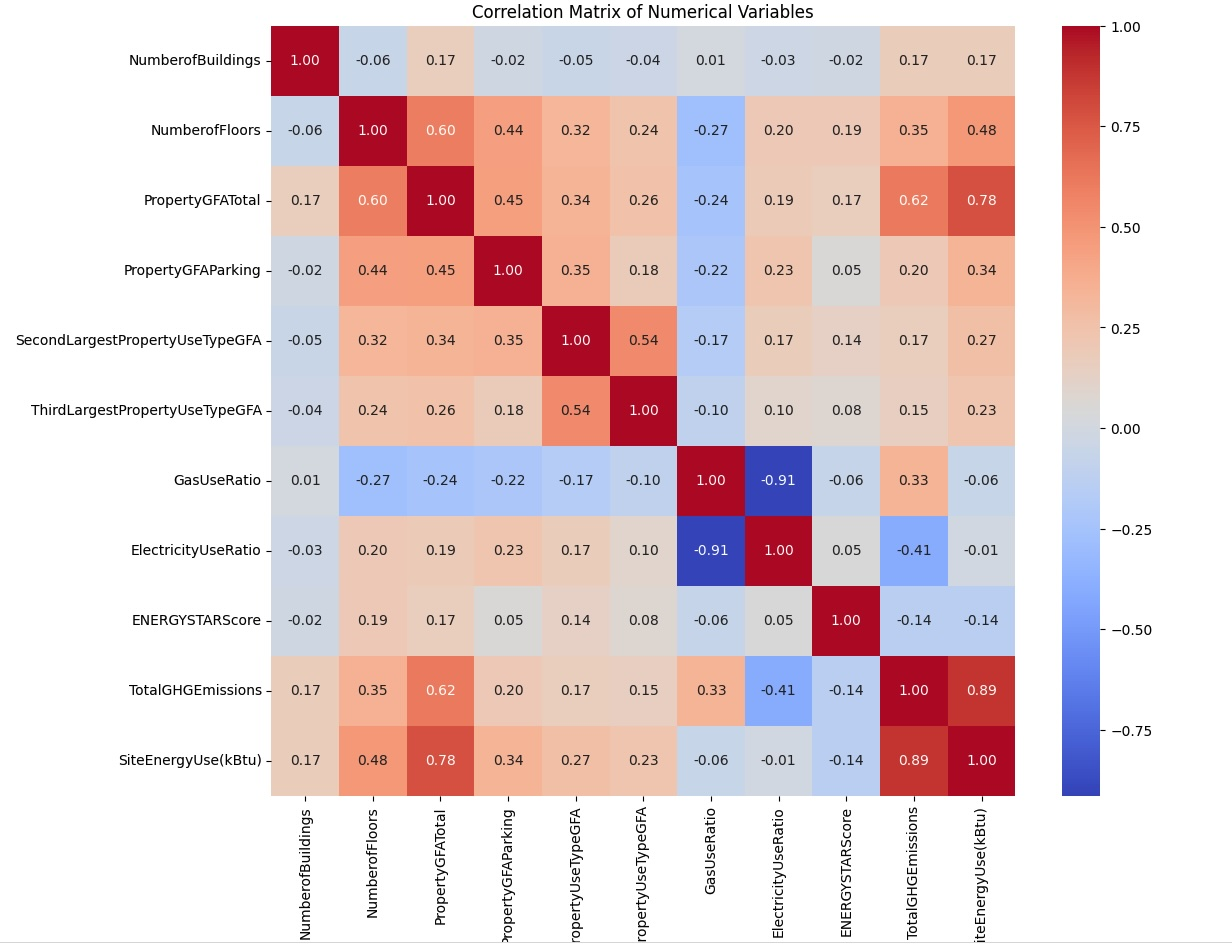 Correlation Matrix of Numerical Variables
NumberofBuildings 1.00 -0.06 0.17 -0.02 -0.05 -0.04 0.01 -0.03 -0.02 0.17 0.17
NumberofFloors -0.06 1.00 0.60 0.44 0.32 0.24 -0.27 0.20 0.19 0.35 0.48
PropertyGFATotal 0.17 0.60 1.00 0.45 0.34 0.26 -0.24 0.19 0.17 0.62 0.78
PropertyGFAParking -0.02 0.44 0.45 1.00 0.35 0.18 -0.22 0.23 0.05 0.20 0.34
SecondLargestPropertyUseTypeGFA -0.05 0.32 0.34 0.35 1.00 0.54 -0.17 0.17 0.14 0.17 0.27
ThirdLargestPropertyUseTypeGFA -0.04 0.24 0.26 0.18 0.54 1.00 -0.10 0.10 0.08 0.15 0.23
GasUseRatio 0.01 -0.27 -0.24 -0.22 -0.17 -0.10 1.00 -0.91 -0.06 0.33 -0.06
ElectricityUseRatio -0.03 0.20 0.19 0.23 0.17 0.10 -0.91 1.00 0.05 -0.41 -0.01
ENERGYSTARScore -0.02 0.19 0.17 0.05 0.14 0.08 -0.06 0.05 1.00 -0.14 -0.14
TotalGHGEmissions 0.17 0.35 0.62 0.20 0.17 0.15 0.33 -0.41 -0.14 1.00 0.89
SiteEnergyUse(kBtu) 0.17 0.48 0.78 0.34 0.27 0.23 -0.06 -0.01 -0.14 0.89 1.00
NumberofBuildings
NumberofFloors
PropertyGFATotal
PropertyGFAParking
ropertyUseTypeGFA
ropertyUseTypeGFA
GasUseRatio
ElectricityUseRatio
ENERGYSTARScore
TotalGHGEmissions
iteEnergyUse(kBtu)
1.00
0.75
0.50
0.25
0.00
−0.25
−0.50
−0.75